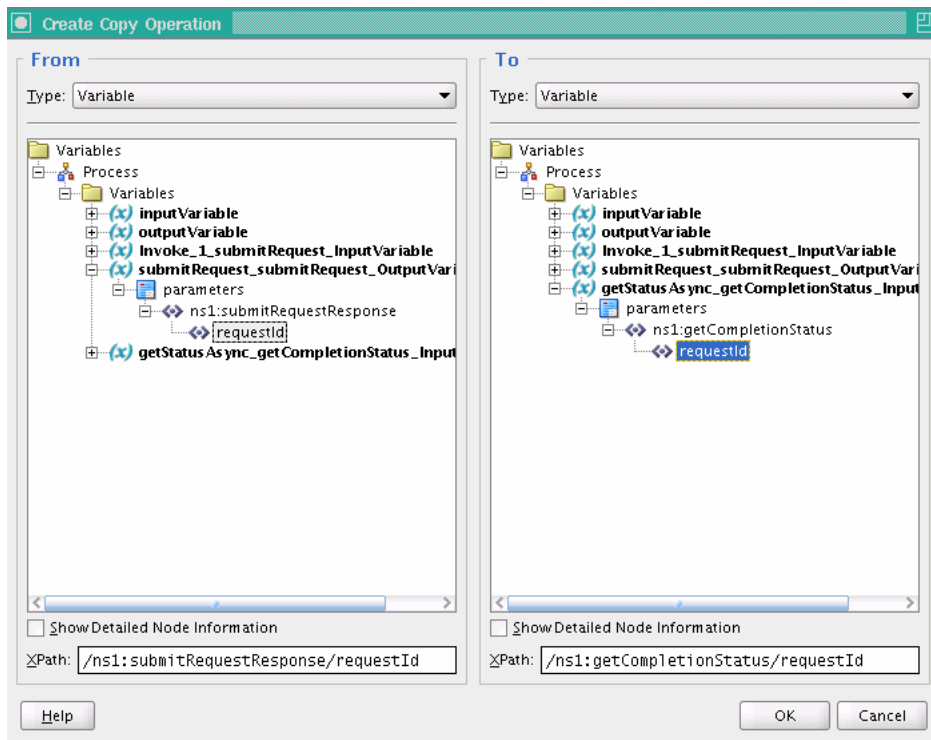 Create Copy Operation
From
Type: Variable
Variables
Process
Variables
inputVariable
outputVariable
Invoke_1_submitRequest_InputVariable
submitRequest_submitRequest_OutputVari
parameters
ns1:submitRequestResponse
requestId
getStatusAsync_getCompletionStatus_Input
Show Detailed Node Information
XPath: /ns1:submitRequestResponse/requestId
To
Type: Variable
Variables
Process
Variables
inputVariable
outputVariable
Invoke_1_submitRequest_InputVariable
submitRequest_submitRequest_OutputVari
getStatusAsync_getCompletionStatus_Input
parameters
ns1:getCompletionStatus
requestId
Show Detailed Node Information
XPath: /ns1:getCompletionStatus/requestId
Help
OK
Cancel